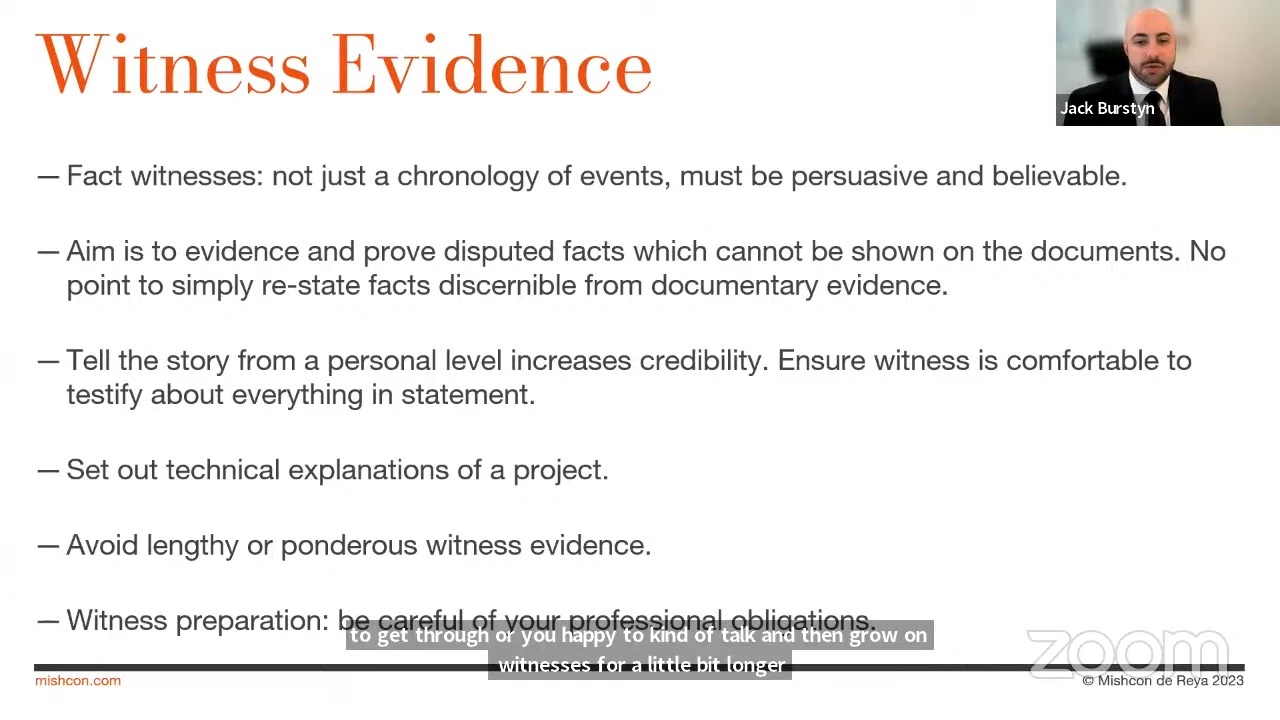 Witness Evidence
Jack Burstyn
— Fact witnesses: not just a chronology of events, must be persuasive and believable.
— Aim is to evidence and prove disputed facts which cannot be shown on the documents. No
point to simply re-state facts discernible from documentary evidence.
— Tell the story from a personal level increases credibility. Ensure witness is comfortable to
testify about everything in statement.
— Set out technical explanations of a project.
— Avoid lengthy or ponderous witness evidence.
— Witness preparation: be careful of your professional obligations.
to get through or you happy to kind of talk and then grow on
witnesses for a little bit longer
zoom
mishcon.com
© Mishcon de Reya 2023